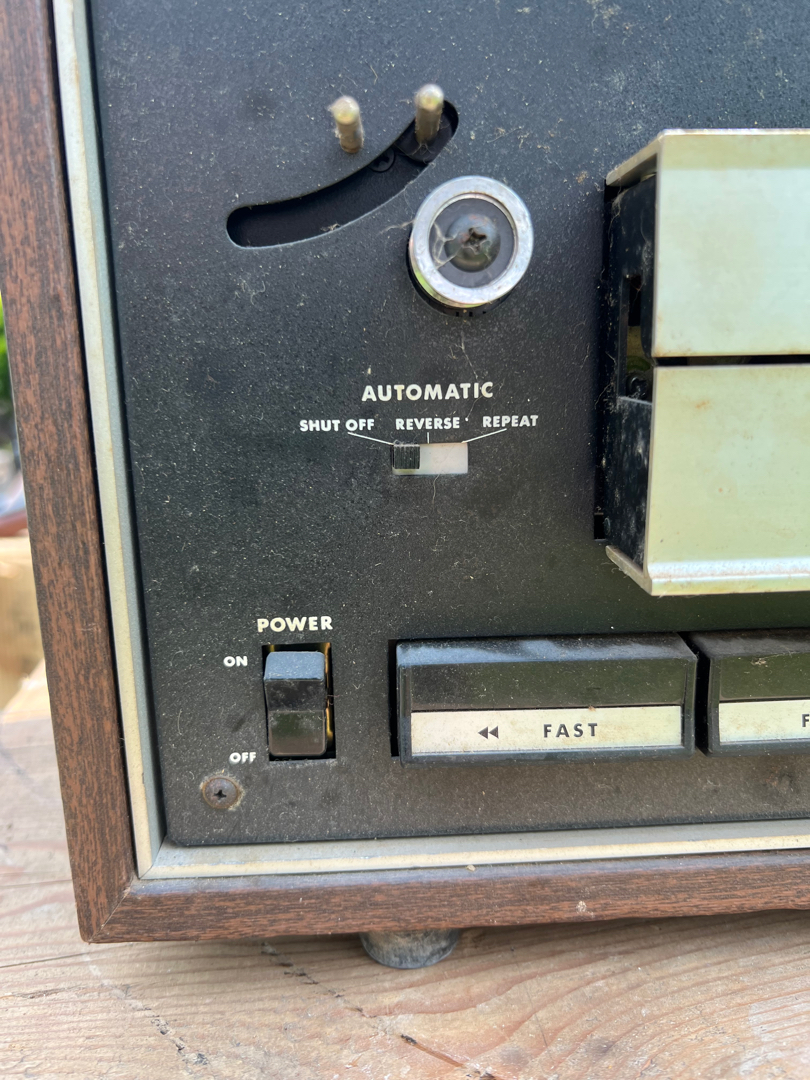 AUTOMATIC
SHUT OFF REVERSE REPEAT
POWER
ON
OFF
◀◀ FAST
F